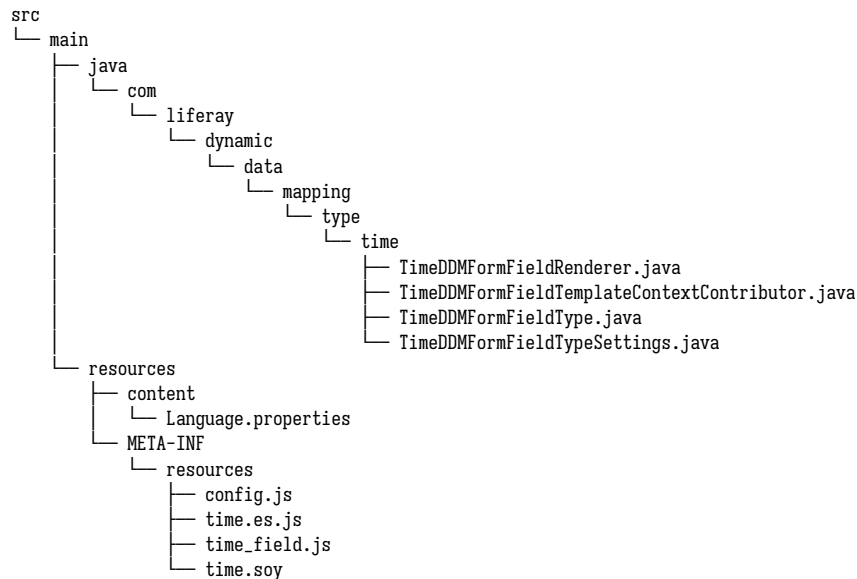 src
└── main
    ├── java
    │   └── com
    │       └── liferay
    │           └── dynamic
    │               └── data
    │                   └── mapping
    │                       └── type
    │                           └── time
    │                               ├── TimeDDMFormFieldRenderer.java
    │                               ├── TimeDDMFormFieldTemplateContextContributor.java
    │                               ├── TimeDDMFormFieldType.java
    │                               └── TimeDDMFormFieldTypeSettings.java
    └── resources
        ├── content
        │   └── Language.properties
        └── META-INF
            └── resources
                ├── config.js
                ├── time.es.js
                ├── time_field.js
                └── time.soy